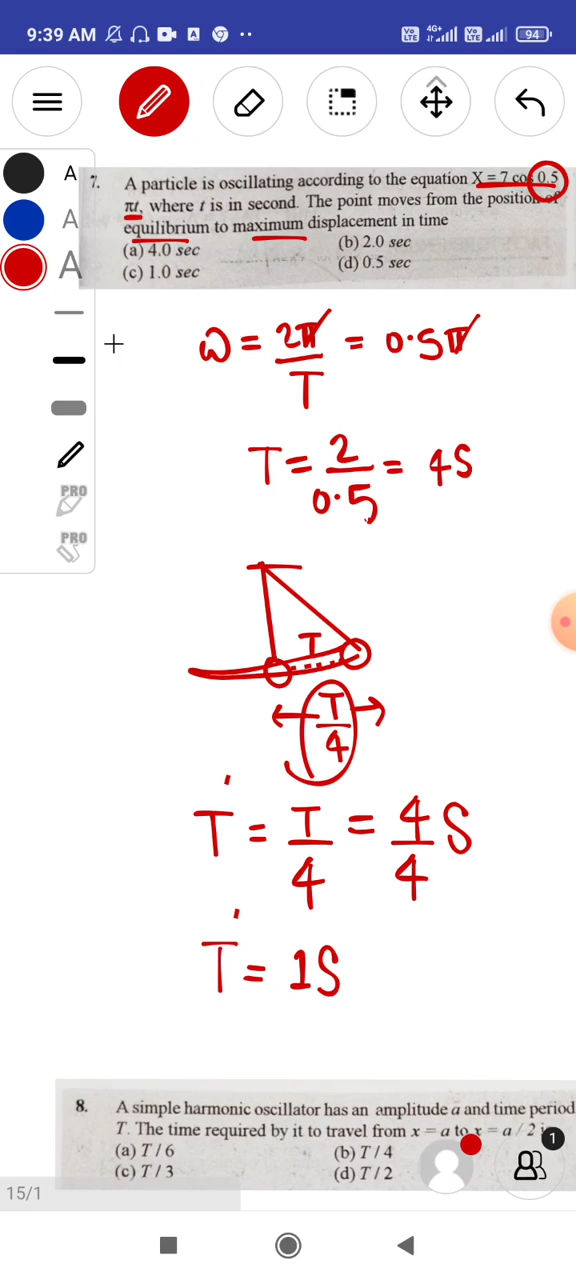 9:39 AM
4G+
94
A
A
A
PRO
PRO
7. A particle is oscillating according to the equation X = 7 cos 0.5
πt, where t is in second. The point moves from the position of
equilibrium to maximum displacement in time
(a) 4.0 sec (b) 2.0 sec
(c) 1.0 sec (d) 0.5 sec
ω = 2π/T = 0.5π
T = 2/0.5 = 4S
T
T/4
T' = T/4 = 4/4 S
T' = 1S
8. A simple harmonic oscillator has an amplitude a and time period
T. The time required by it to travel from x = a to x = a / 2 is
(a) T / 6 (b) T / 4
(c) T / 3 (d) T / 2
1
15/1